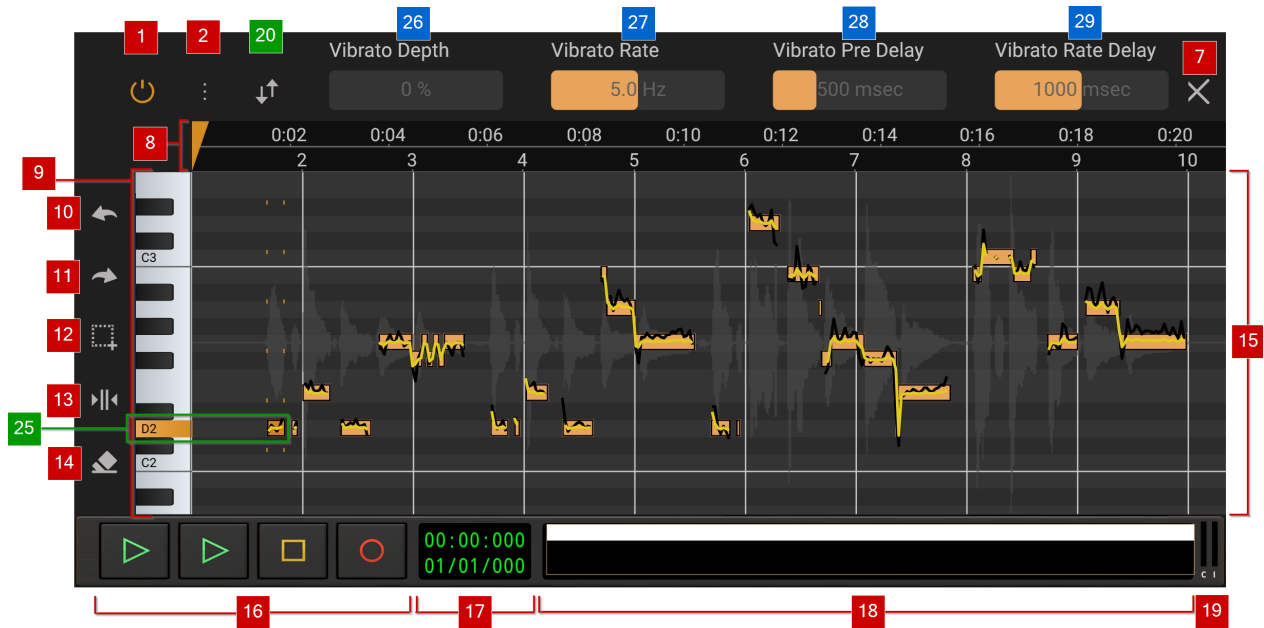 1 2 20 26 27 28 29
Vibrato Depth Vibrato Rate Vibrato Pre Delay Vibrato Rate Delay
7
0 % 5.0 Hz 500 msec 1000 msec
8
0:02 0:04 0:06 0:08 0:10 0:12 0:14 0:16 0:18 0:20
2 3 4 5 6 7 8 9 10
9
10
C3
11
12
15
13
25
D2
14
C2
00:00:000
01/01/000
C I
16 17 18 19